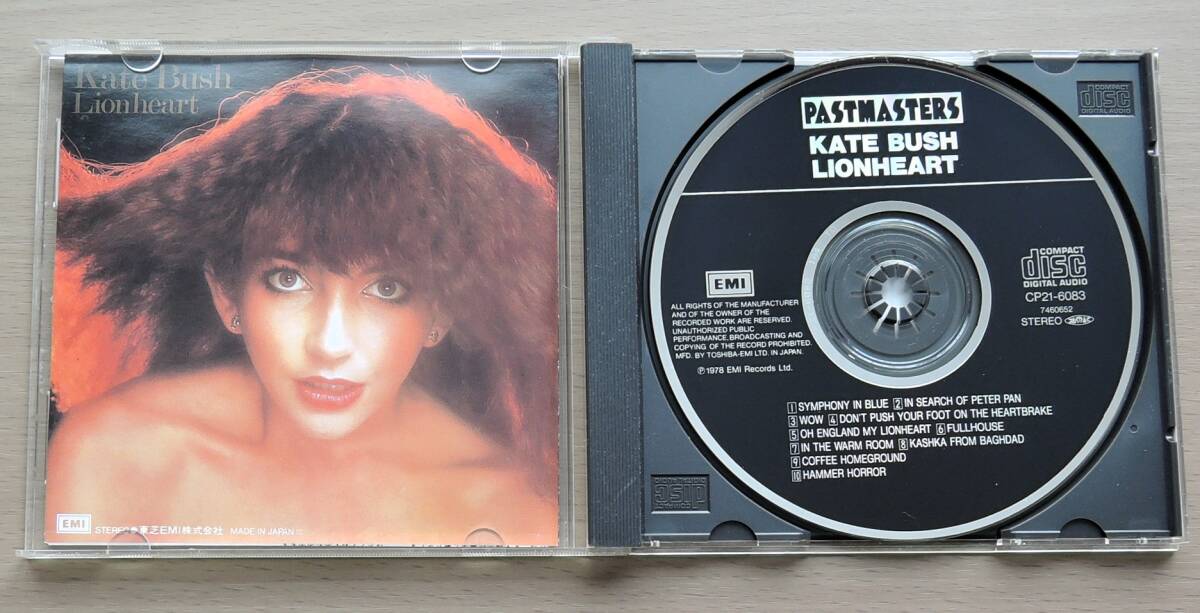 Kate Bush
Lionheart
EMI STEREO 東芝EMI株式会社 MADE IN JAPAN
PASTMASTERS
KATE BUSH
LIONHEART
COMPACT
disc
DIGITAL AUDIO
EMI
ALL RIGHTS OF THE MANUFACTURER
AND OF THE OWNER OF THE
RECORDED WORK ARE RESERVED.
UNAUTHORIZED PUBLIC
PERFORMANCE, BROADCASTING AND
COPYING OF THE RECORD PROHIBITED.
MFD. BY TOSHIBA-EMI LTD. IN JAPAN.
Ⓟ1978 EMI Records Ltd.
COMPACT
disc
DIGITAL AUDIO
CP21-6083
7460652
STEREO
1 SYMPHONY IN BLUE 2 IN SEARCH OF PETER PAN
3 WOW 4 DON'T PUSH YOUR FOOT ON THE HEARTBRAKE
5 OH ENGLAND MY LIONHEART 6 FULLHOUSE
7 IN THE WARM ROOM 8 KASHKA FROM BAGHDAD
9 COFFEE HOMEGROUND
10 HAMMER HORROR